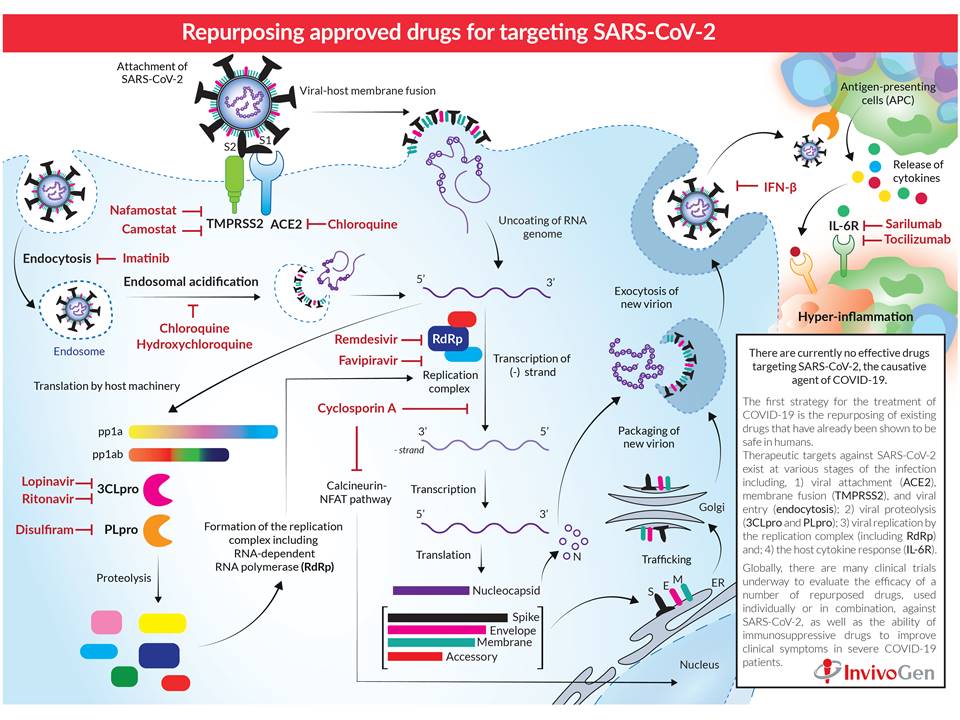 Repurposing approved drugs for targeting SARS-CoV-2
Attachment of
SARS-CoV-2
Viral-host membrane fusion
Antigen-presenting
cells (APC)
S2
S1
Release of
cytokines
IFN-β
Nafamostat
Camostat
TMPRSS2
ACE2
Chloroquine
Uncoating of RNA
genome
IL-6R
Sarilumab
Tocilizumab
Endocytosis
Imatinib
Endosomal acidification
5’
3’
Exocytosis of
new virion
Chloroquine
Hydroxychloroquine
Endosome
Hyper-inflammation
Remdesivir
Favipiravir
RdRp
Replication
complex
Transcription of
(-) strand
Translation by host machinery
Cyclosporin A
pp1a
pp1ab
3’
5’
- strand
Packaging of
new virion
Lopinavir
Ritonavir
3CLpro
Calcineurin-
NFAT pathway
Transcription
Golgi
Disulfiram
PLpro
5’
3’
Formation of the replication
complex including
RNA-dependent
RNA polymerase (RdRp)
Translation
N
Trafficking
Proteolysis
Nucleocapsid
S
E
M
ER
Spike
Envelope
Membrane
Accessory
Nucleus
There are currently no effective drugs
targeting SARS-CoV-2, the causative
agent of COVID-19.
The first strategy for the treatment of
COVID-19 is the repurposing of existing
drugs that have already been shown to be
safe in humans.
Therapeutic targets against SARS-CoV-2
exist at various stages of the infection
including, 1) viral attachment (ACE2),
membrane fusion (TMPRSS2), and viral
entry (endocytosis); 2) viral proteolysis
(3CLpro and PLpro); 3) viral replication by
the replication complex (including RdRp)
and; 4) the host cytokine response (IL-6R).
Globally, there are many clinical trials
underway to evaluate the efficacy of a
number of repurposed drugs, used
individually or in combination, against
SARS-CoV-2, as well as the ability of
immunosuppressive drugs to improve
clinical symptoms in severe COVID-19
patients.
InvivoGen